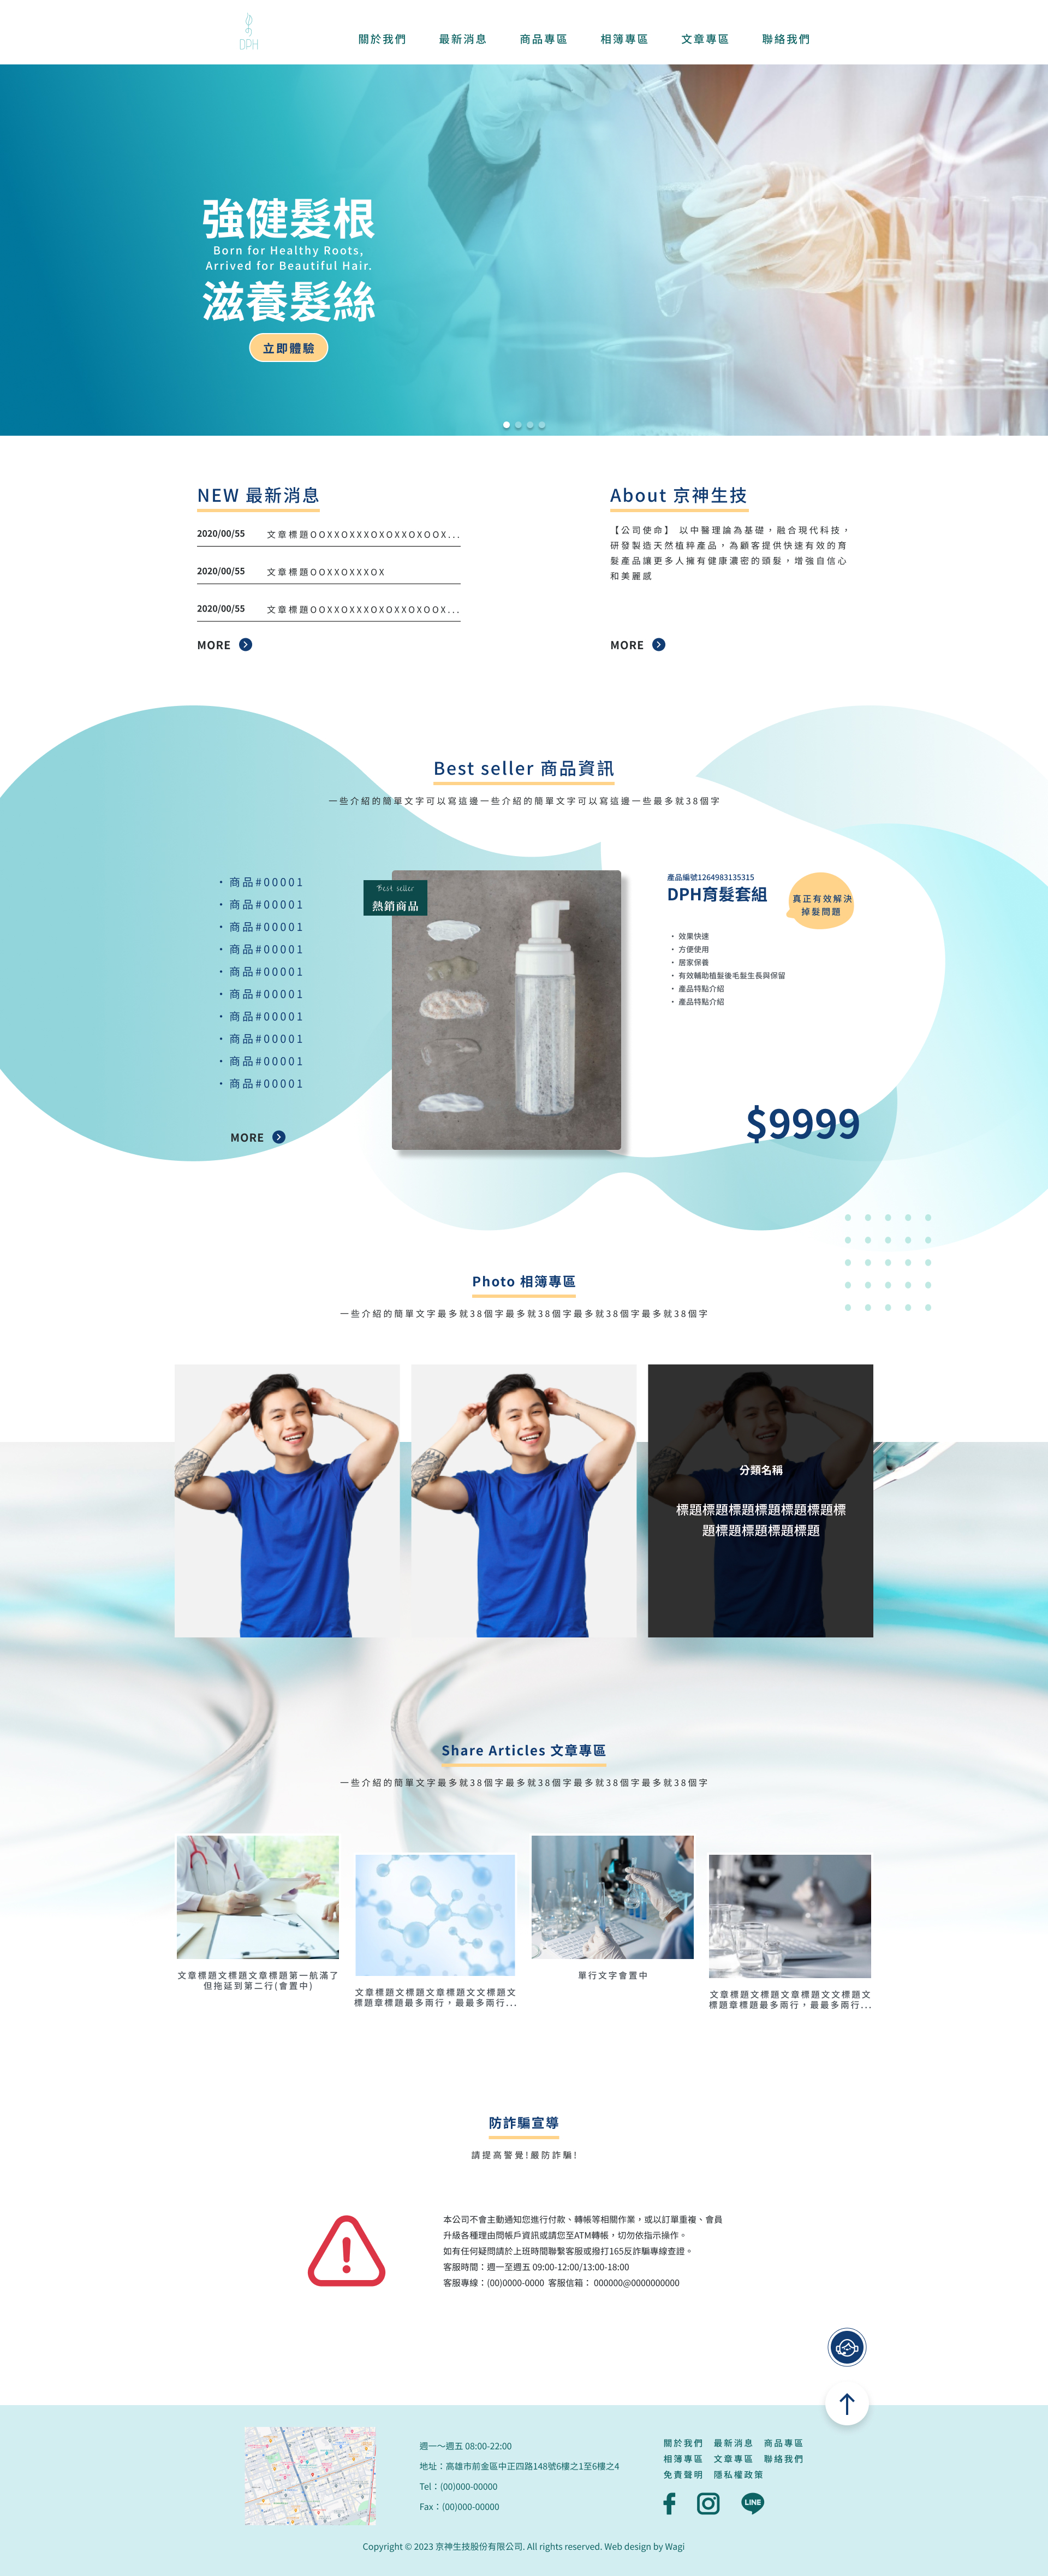 DPH
關於我們
最新消息
商品專區
相簿專區
文章專區
聯絡我們
強健髮根
Born for Healthy Roots,
Arrived for Beautiful Hair.
滋養髮絲
立即體驗
NEW 最新消息
2020/00/55 文章標題OOXXOXXXOXOXXOXOOX...
2020/00/55 文章標題OOXXOXXXOX
2020/00/55 文章標題OOXXOXXXOXOXXOXOOX...
MORE
About 京神生技
【公司使命】 以中醫理論為基礎，融合現代科技，
研發製造天然植粹產品，為顧客提供快速有效的育
髮產品讓更多人擁有健康濃密的頭髮，增強自信心
和美麗感
MORE
Best seller 商品資訊
一些介紹的簡單文字可以寫這邊一些介紹的簡單文字可以寫這邊一些最多就38個字
・商品#00001
・商品#00001
・商品#00001
・商品#00001
・商品#00001
・商品#00001
・商品#00001
・商品#00001
・商品#00001
・商品#00001
MORE
Best seller
熱銷商品
產品編號1264983135315
DPH育髮套組
真正有效解決
掉髮問題
・ 效果快速
・ 方便使用
・ 居家保養
・ 有效輔助植髮後毛髮生長與保留
・ 產品特點介紹
・ 產品特點介紹
$9999
Photo 相簿專區
一些介紹的簡單文字最多就38個字最多就38個字最多就38個字最多就38個字
分類名稱
標題標題標題標題標題標題標
題標題標題標題標題
Share Articles 文章專區
一些介紹的簡單文字最多就38個字最多就38個字最多就38個字最多就38個字
文章標題文標題文章標題第一航滿了
但拖延到第二行(會置中)
文章標題文標題文章標題文文標題文
標題章標題最多兩行，最最多兩行...
單行文字會置中
文章標題文標題文章標題文文標題文
標題章標題最多兩行，最最多兩行...
防詐騙宣導
請提高警覺!嚴防詐騙!
本公司不會主動通知您進行付款、轉帳等相關作業，或以訂單重複、會員
升級各種理由問帳戶資訊或請您至ATM轉帳，切勿依指示操作。
如有任何疑問請於上班時間聯繫客服或撥打165反詐騙專線查證。
客服時間：週一至週五 09:00-12:00/13:00-18:00
客服專線：(00)0000-0000 客服信箱： 000000@0000000000
週一～週五 08:00-22:00
地址：高雄市前金區中正四路148號6樓之1至6樓之4
Tel：(00)000-00000
Fax：(00)000-00000
關於我們 最新消息 商品專區
相簿專區 文章專區 聯絡我們
免責聲明 隱私權政策
LINE
Copyright © 2023 京神生技股份有限公司. All rights reserved. Web design by Wagi